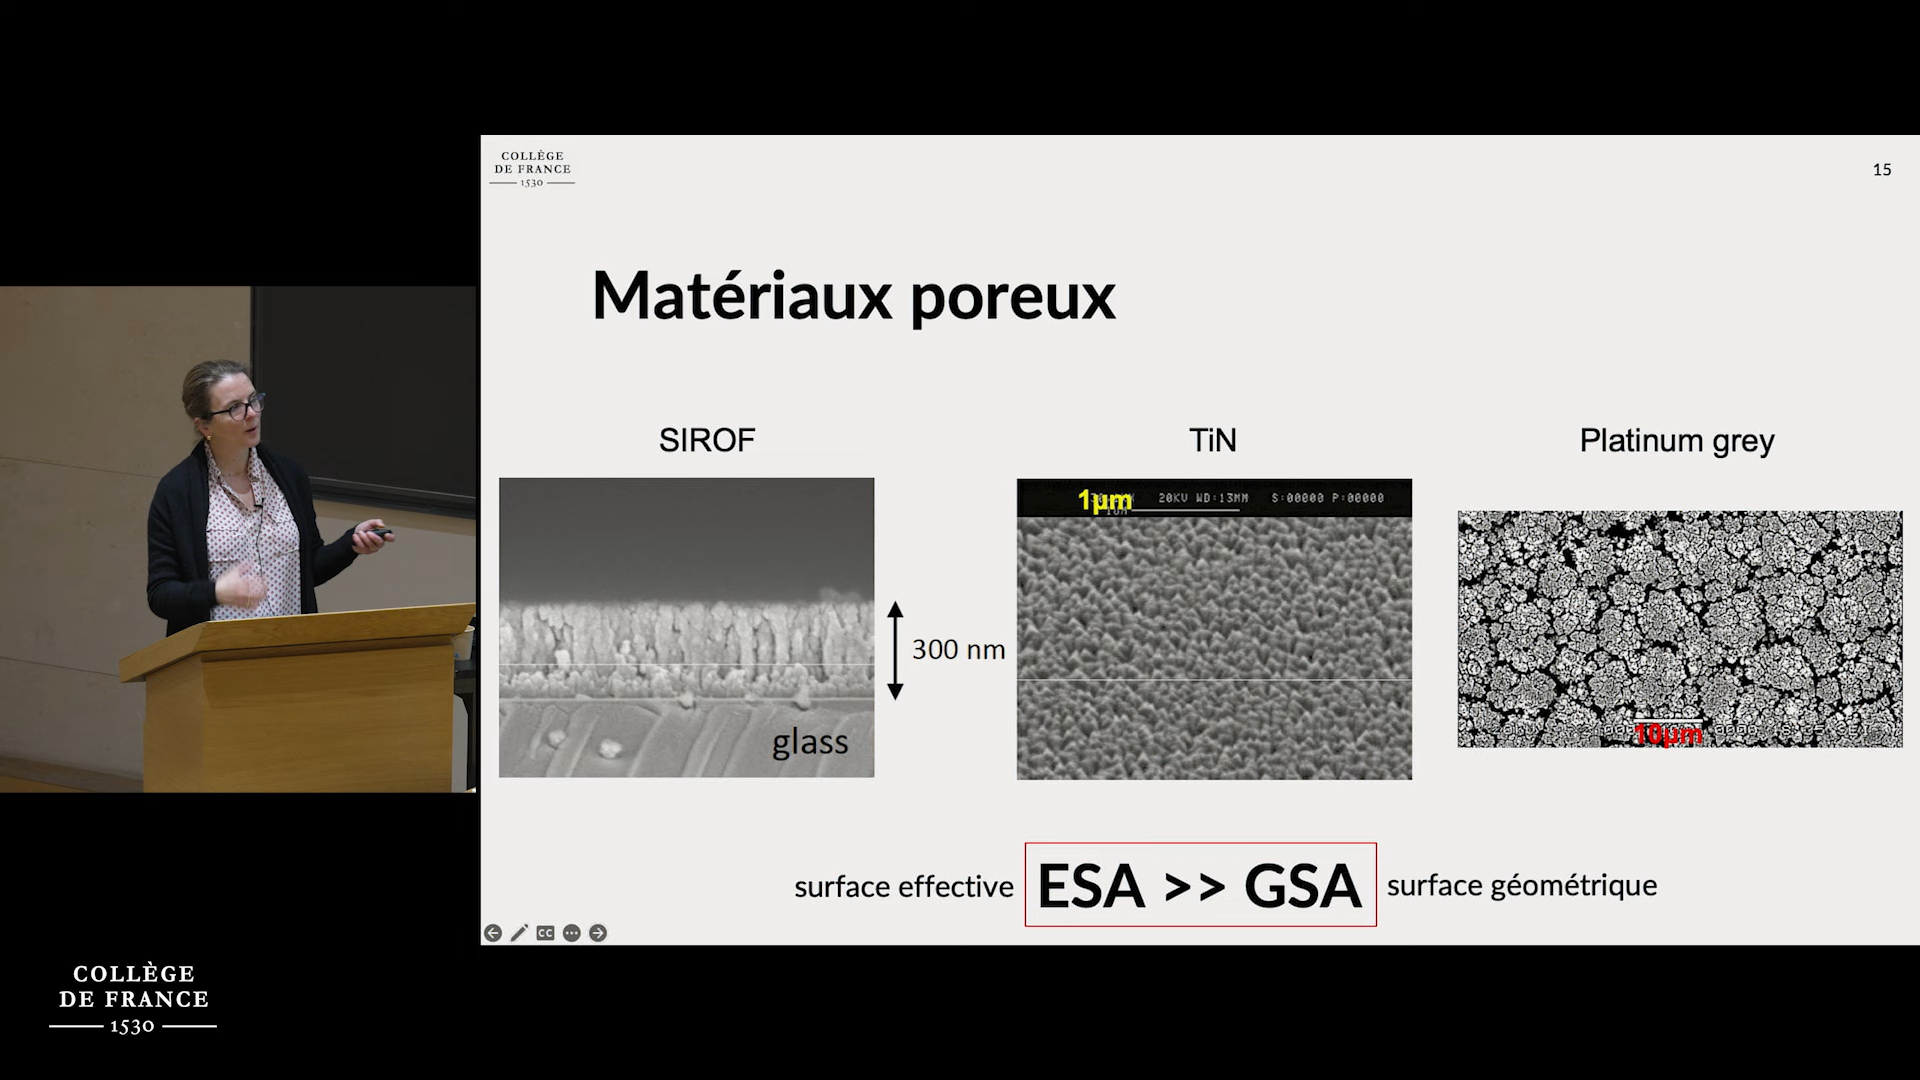 COLLÈGE
DE FRANCE
1530
15
Matériaux poreux
SIROF
TiN
Platinum grey
1µm
20KV WD:13MM S:00000 P:00000
300 nm
glass
10µm
surface effective
ESA >> GSA
surface géométrique
CC
COLLÈGE
DE FRANCE
1530